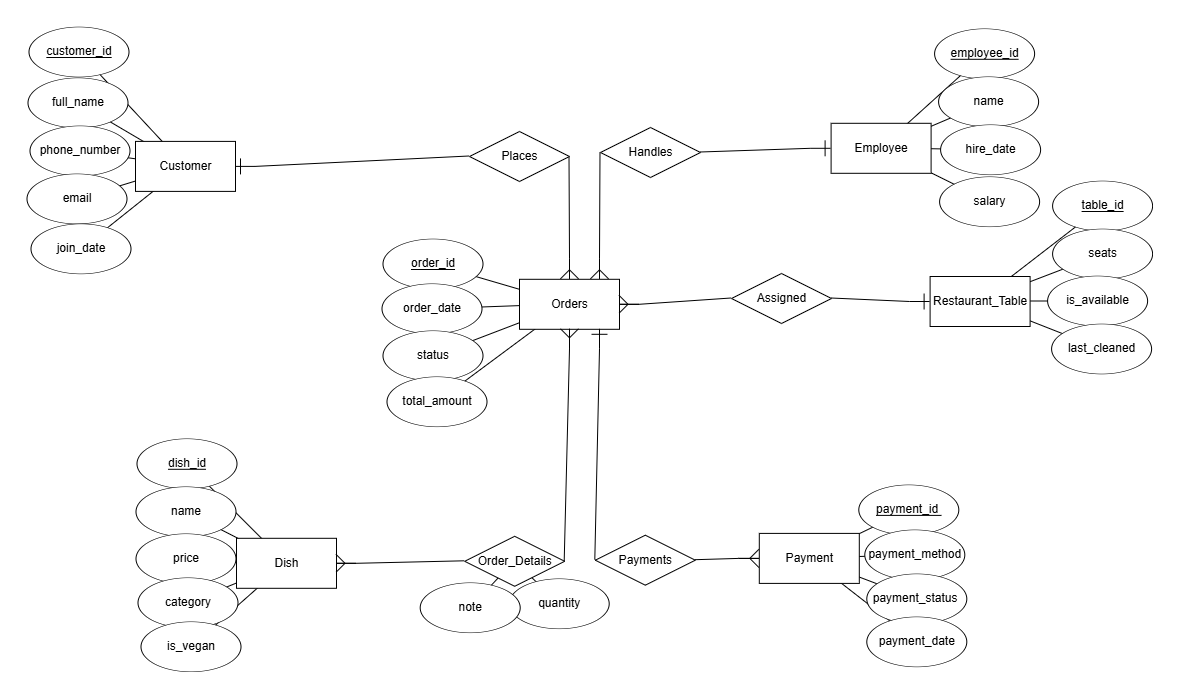 customer_id
full_name
phone_number
email
join_date
Customer
Places
Handles
Employee
employee_id
name
hire_date
salary
order_id
order_date
status
total_amount
Orders
Assigned
Restaurant_Table
table_id
seats
is_available
last_cleaned
dish_id
name
price
category
is_vegan
Dish
Order_Details
note
quantity
Payments
Payment
payment_id
payment_method
payment_status
payment_date